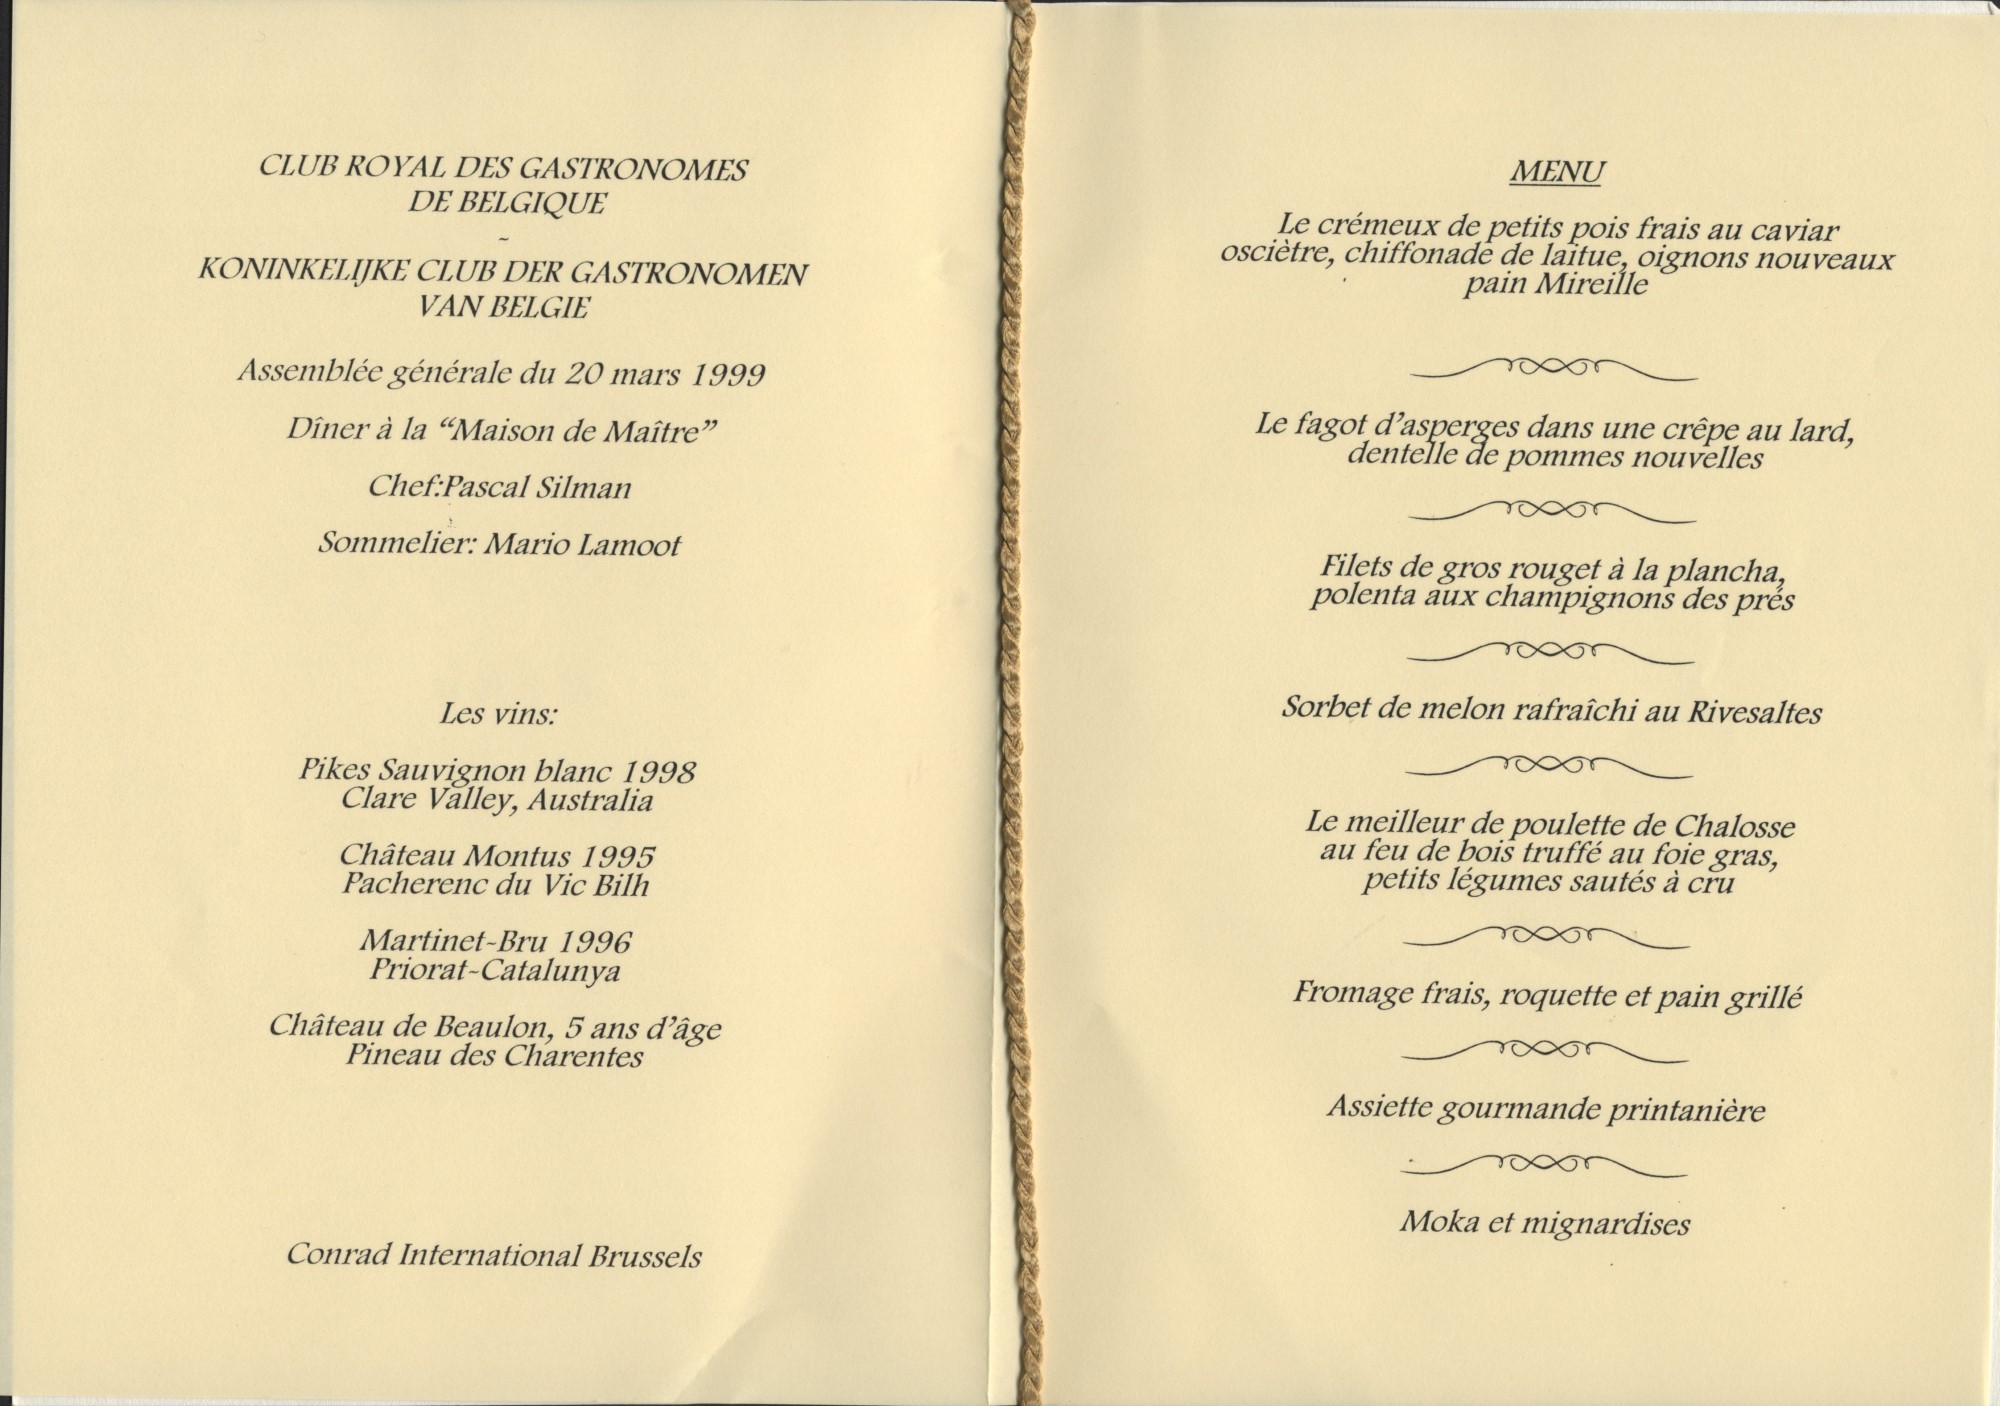 CLUB ROYAL DES GASTRONOMES
DE BELGIQUE
~
KONINKELIJKE CLUB DER GASTRONOMEN
VAN BELGIE
Assemblée générale du 20 mars 1999
Dîner à la “Maison de Maître”
Chef:Pascal Silman
Sommelier: Mario Lamoot
Les vins:
Pikes Sauvignon blanc 1998
Clare Valley, Australia
Château Montus 1995
Pacherenc du Vic Bilh
Martinet-Bru 1996
Priorat-Catalunya
Château de Beaulon, 5 ans d’âge
Pineau des Charentes
Conrad International Brussels
MENU
Le crémeux de petits pois frais au caviar
osciètre, chiffonade de laitue, oignons nouveaux
pain Mireille
Le fagot d’asperges dans une crêpe au lard,
dentelle de pommes nouvelles
Filets de gros rouget à la plancha,
polenta aux champignons des prés
Sorbet de melon rafraîchi au Rivesaltes
Le meilleur de poulette de Chalosse
au feu de bois truffé au foie gras,
petits légumes sautés à cru
Fromage frais, roquette et pain grillé
Assiette gourmande printanière
Moka et mignardises